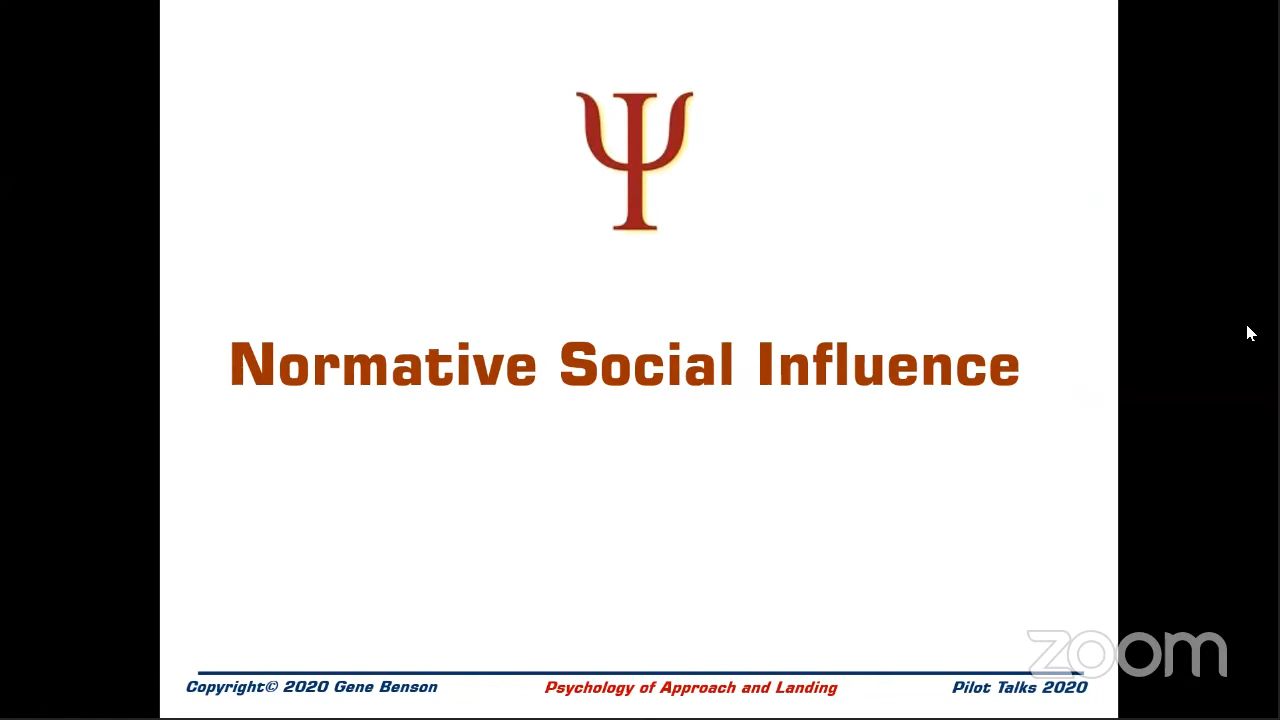 Ψ
Normative Social Influence
zoom
Copyright© 2020 Gene Benson Psychology of Approach and Landing Pilot Talks 2020